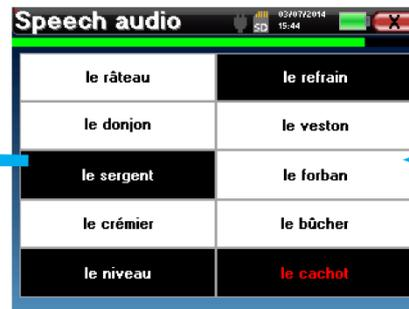 Speech audio SD 03/07/2014 15:44 X
le râteau le refrain
le donjon le veston
le sergent le forban
le crémier le bûcher
le niveau le cachot